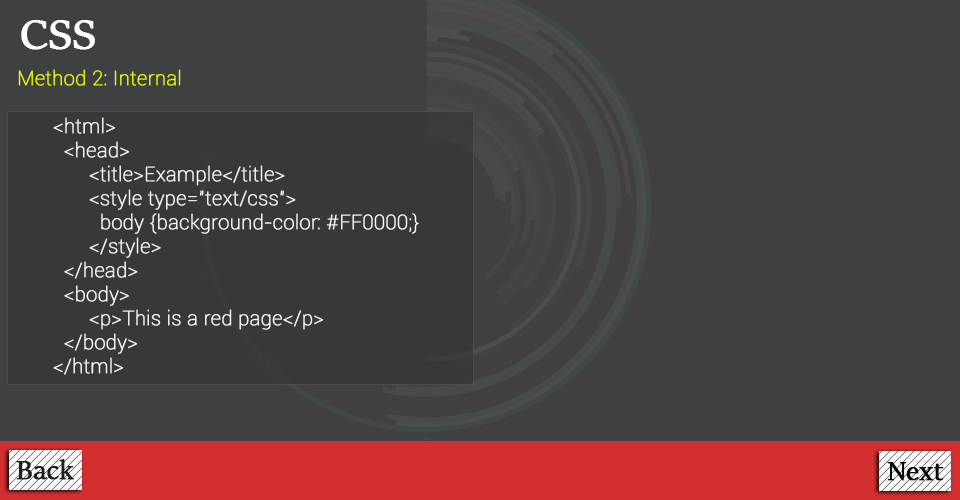 CSS
Method 2: Internal
<html>
<head>
<title>Example</title>
<style type="text/css">
body {background-color: #FF0000;}
</style>
</head>
<body>
<p>This is a red page</p>
</body>
</html>
Back
Next